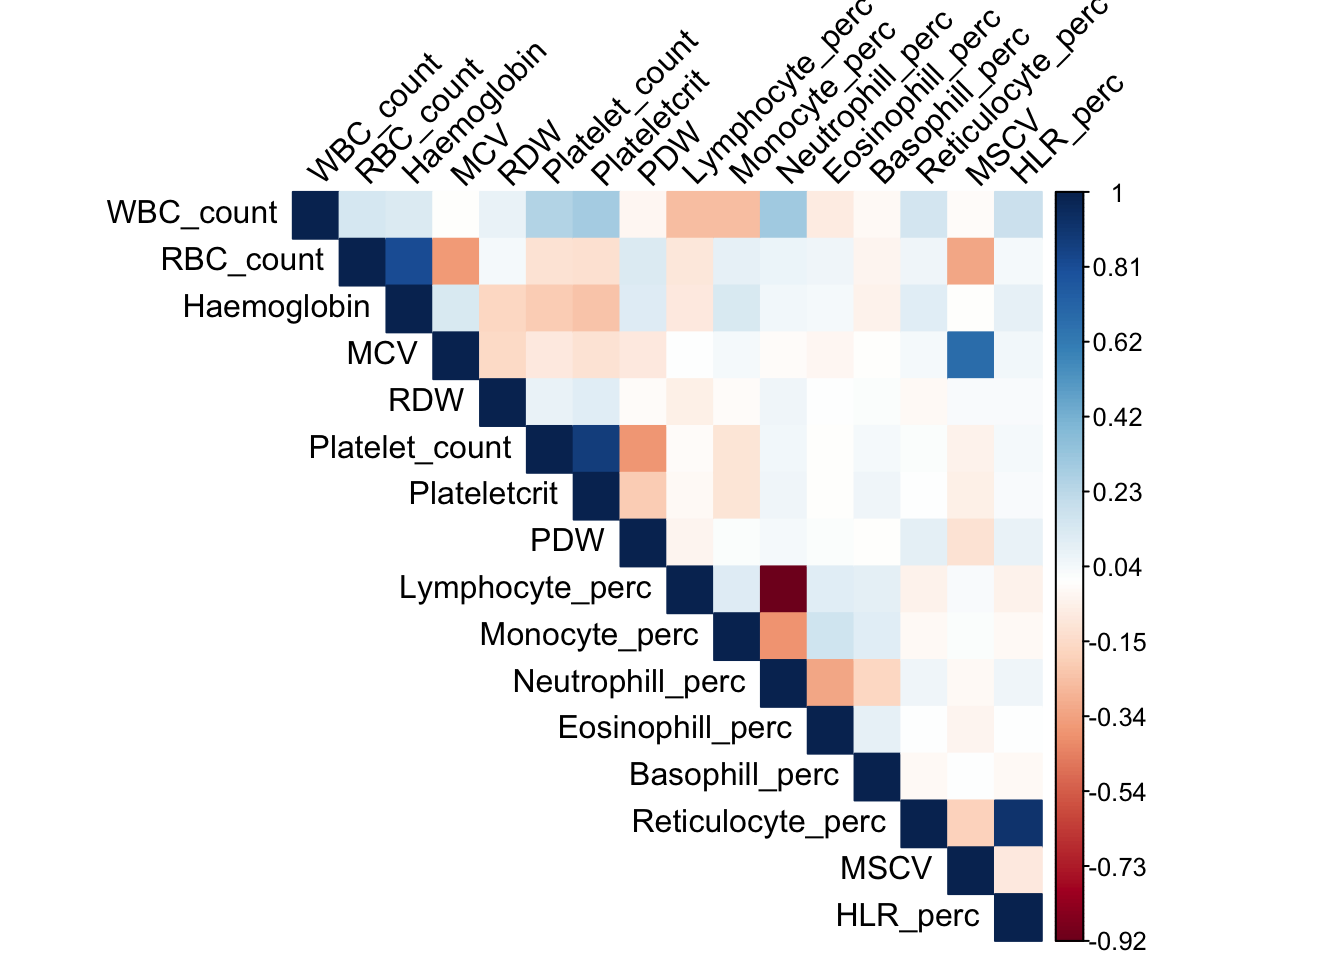 WBC_count
RBC_count
Haemoglobin
MCV
RDW
Platelet_count
Plateletcrit
PDW
Lymphocyte_perc
Monocyte_perc
Neutrophill_perc
Eosinophill_perc
Basophill_perc
Reticulocyte_perc
MSCV
HLR_perc
WBC_count
RBC_count
Haemoglobin
MCV
RDW
Platelet_count
Plateletcrit
PDW
Lymphocyte_perc
Monocyte_perc
Neutrophill_perc
Eosinophill_perc
Basophill_perc
Reticulocyte_perc
MSCV
HLR_perc
1
0.81
0.62
0.42
0.23
0.04
-0.15
-0.34
-0.54
-0.73
-0.92